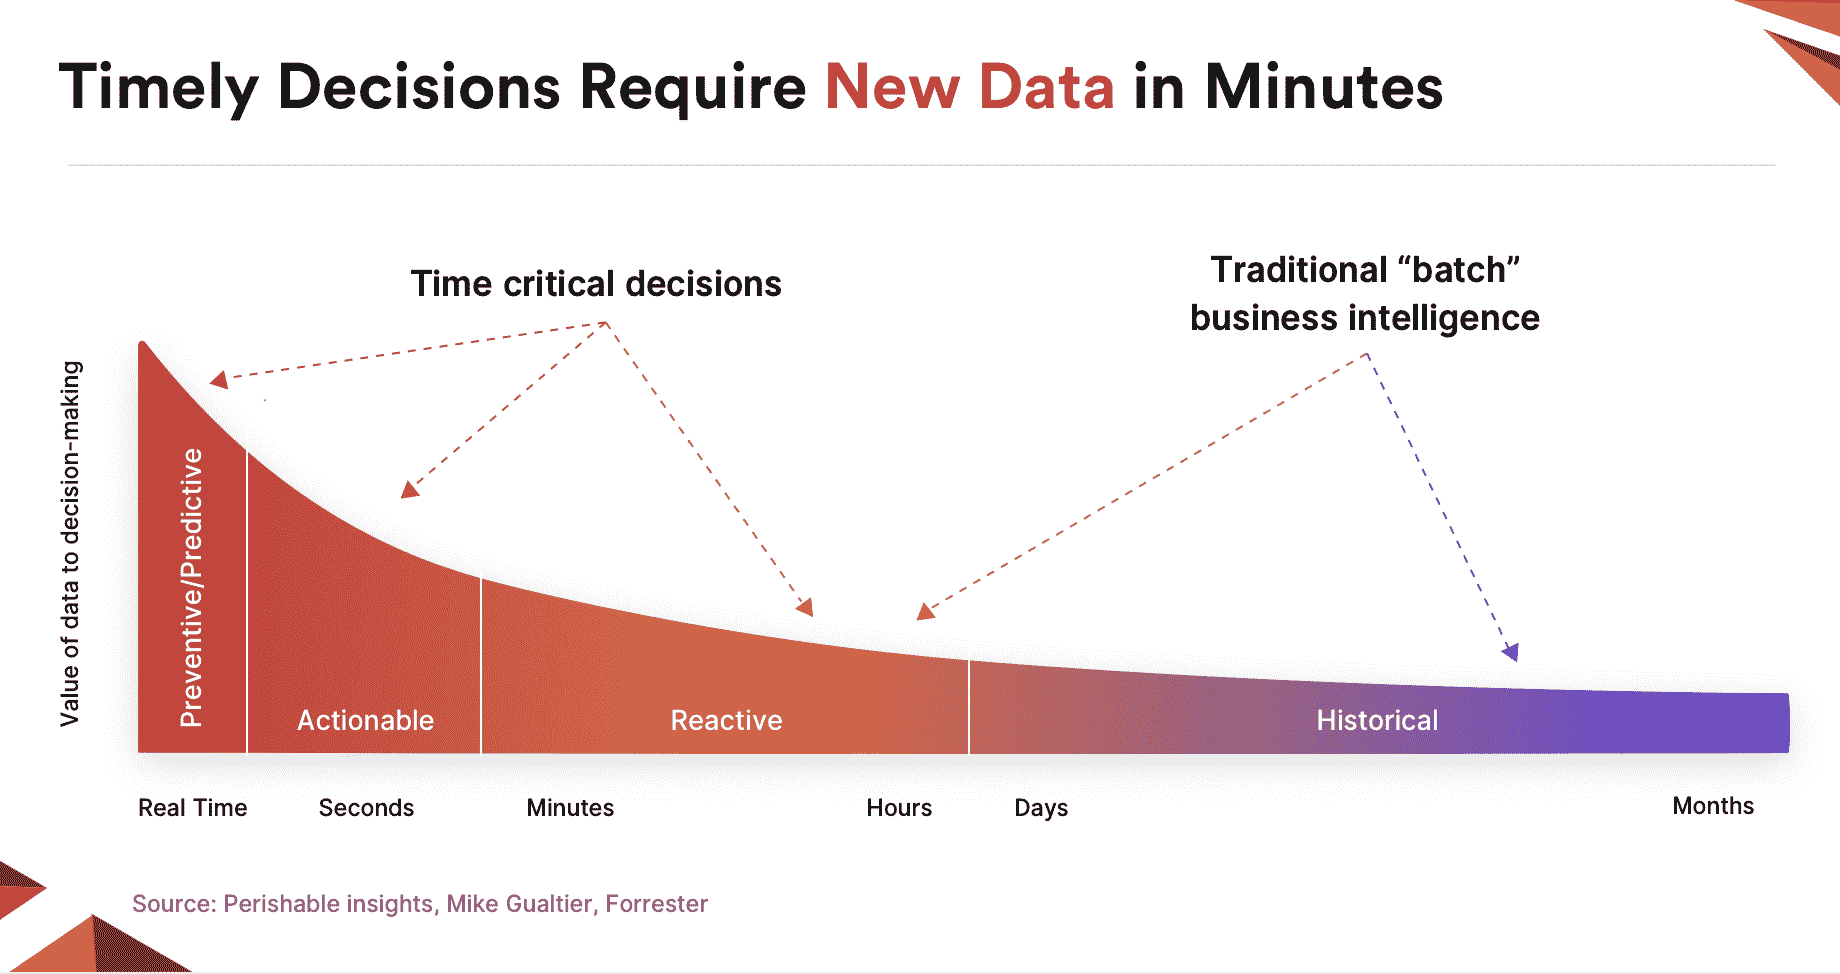 Timely Decisions Require New Data in Minutes
Time critical decisions
Traditional “batch”
business intelligence
Value of data to decision-making
Preventive/Predictive
Actionable
Reactive
Historical
Real Time
Seconds
Minutes
Hours
Days
Months
Source: Perishable insights, Mike Gualtier, Forrester